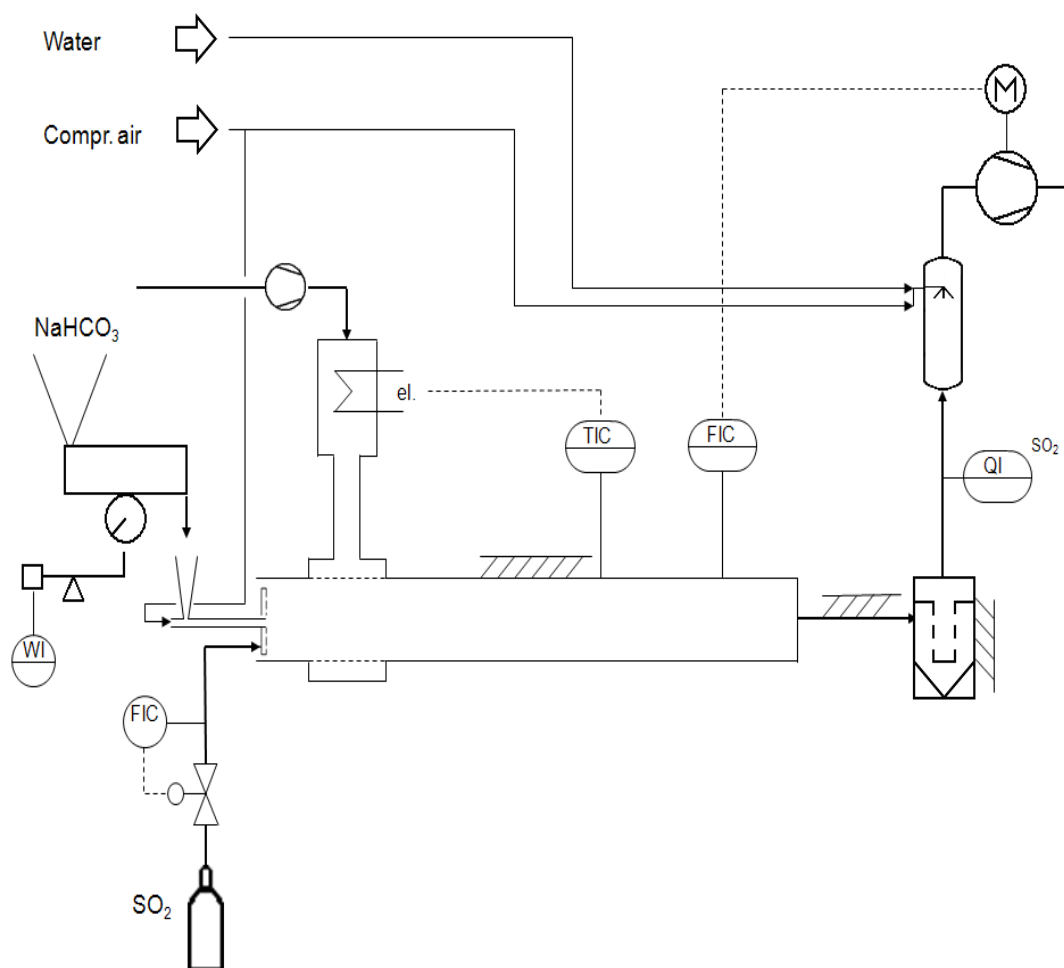 Water
M
Compr. air
NaHCO₃
el.
TIC
FIC
SO₂
QI
WI
FIC
SO₂